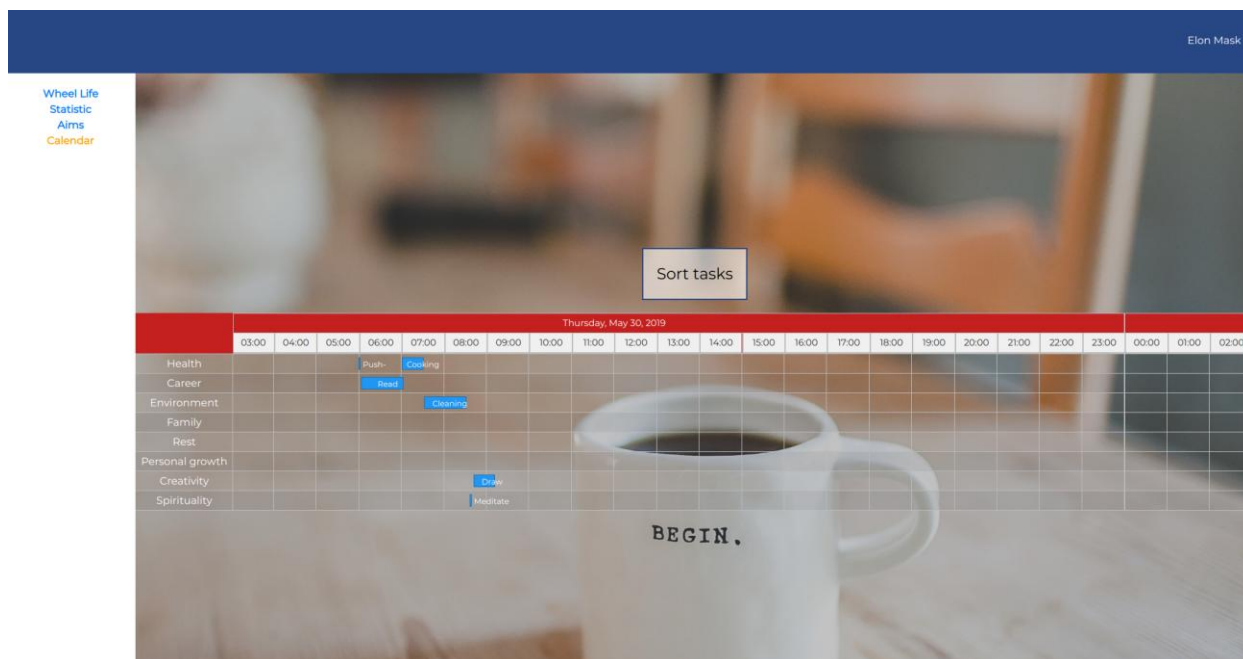 Elon Mask
Wheel Life
Statistic
Aims
Calendar
Sort tasks
Thursday, May 30, 2019
03:00 04:00 05:00 06:00 07:00 08:00 09:00 10:00 11:00 12:00 13:00 14:00 15:00 16:00 17:00 18:00 19:00 20:00 21:00 22:00 23:00 00:00 01:00 02:00
Health Push- Cooking
Career Read
Environment Cleaning
Family
Rest
Personal growth
Creativity Draw
Spirituality Meditate
BEGIN.